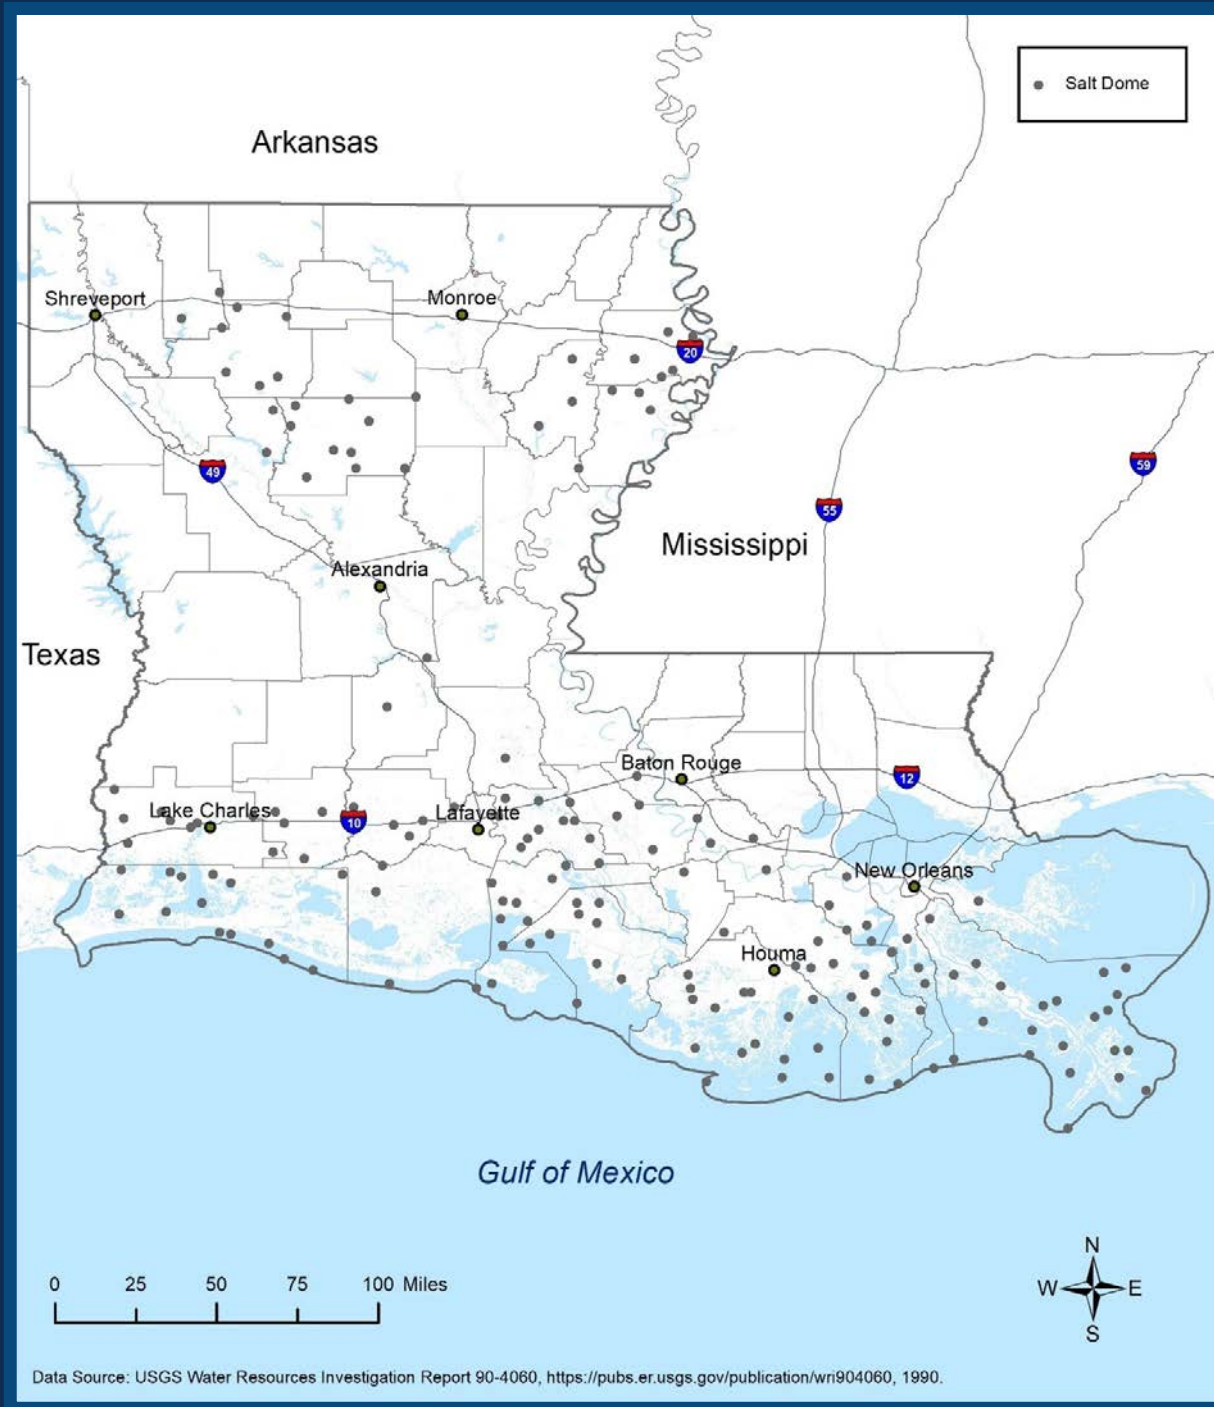 Salt Dome
Arkansas
Shreveport
Monroe
20
49
59
55
Mississippi
Alexandria
Texas
Baton Rouge
12
Lake Charles
Lafayette
10
New Orleans
Houma
Gulf of Mexico
N
W E
S
0 25 50 75 100 Miles
Data Source: USGS Water Resources Investigation Report 90-4060, https://pubs.er.usgs.gov/publication/wri904060, 1990.